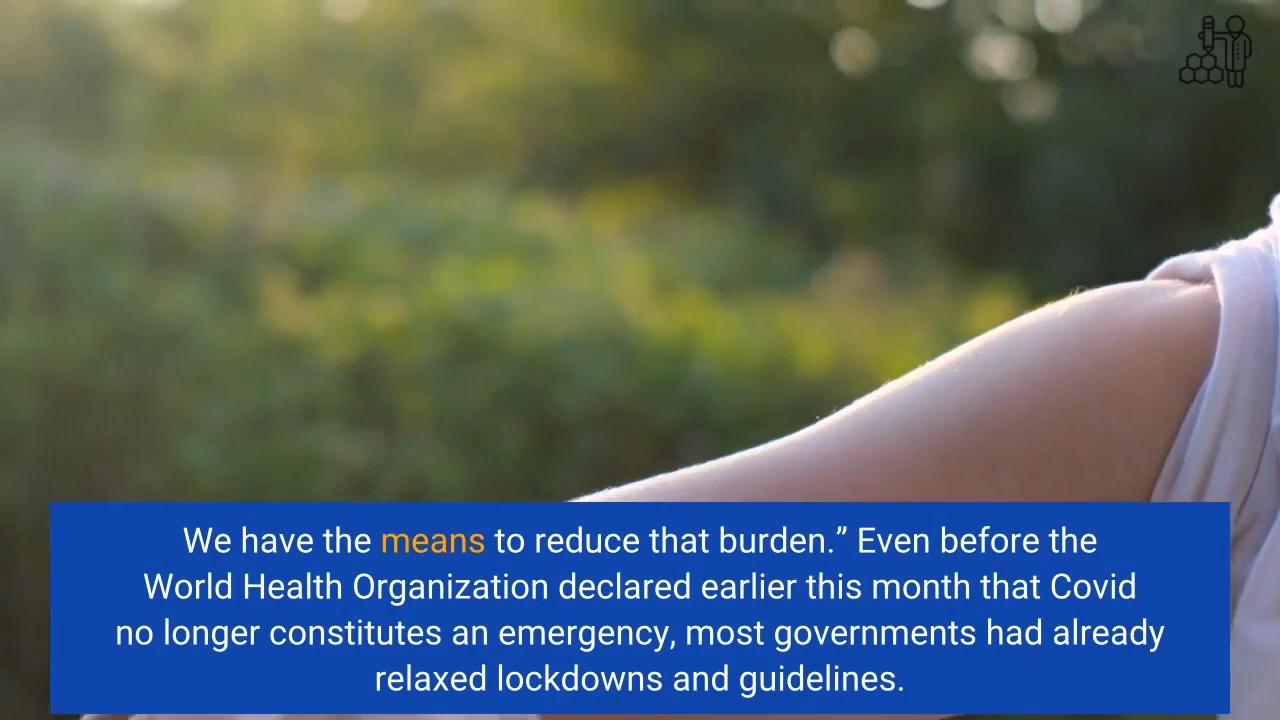 We have the means to reduce that burden.” Even before the
World Health Organization declared earlier this month that Covid
no longer constitutes an emergency, most governments had already
relaxed lockdowns and guidelines.